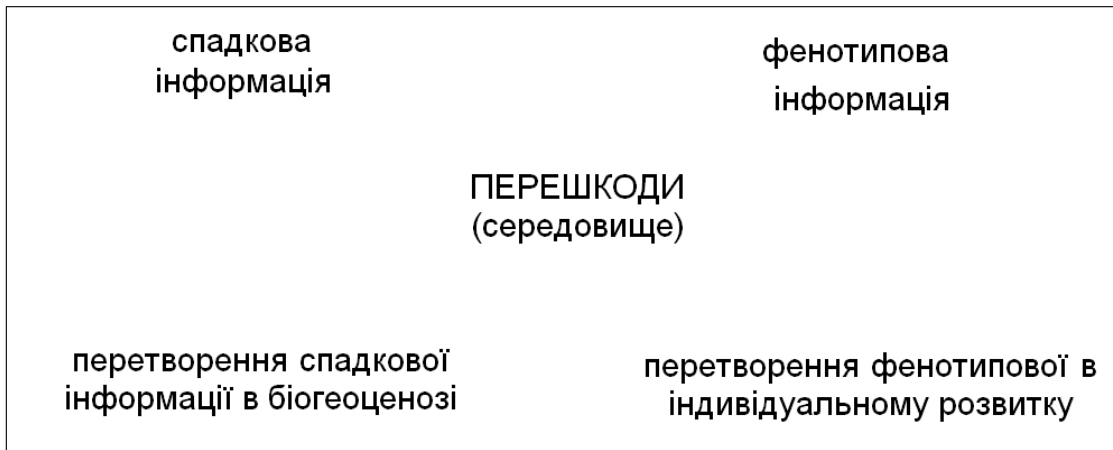 спадкова
інформація
фенотипова
інформація
ПЕРЕШКОДИ
(середовище)
перетворення спадкової
інформації в біогеоценозі
перетворення фенотипової в
індивідуальному розвитку